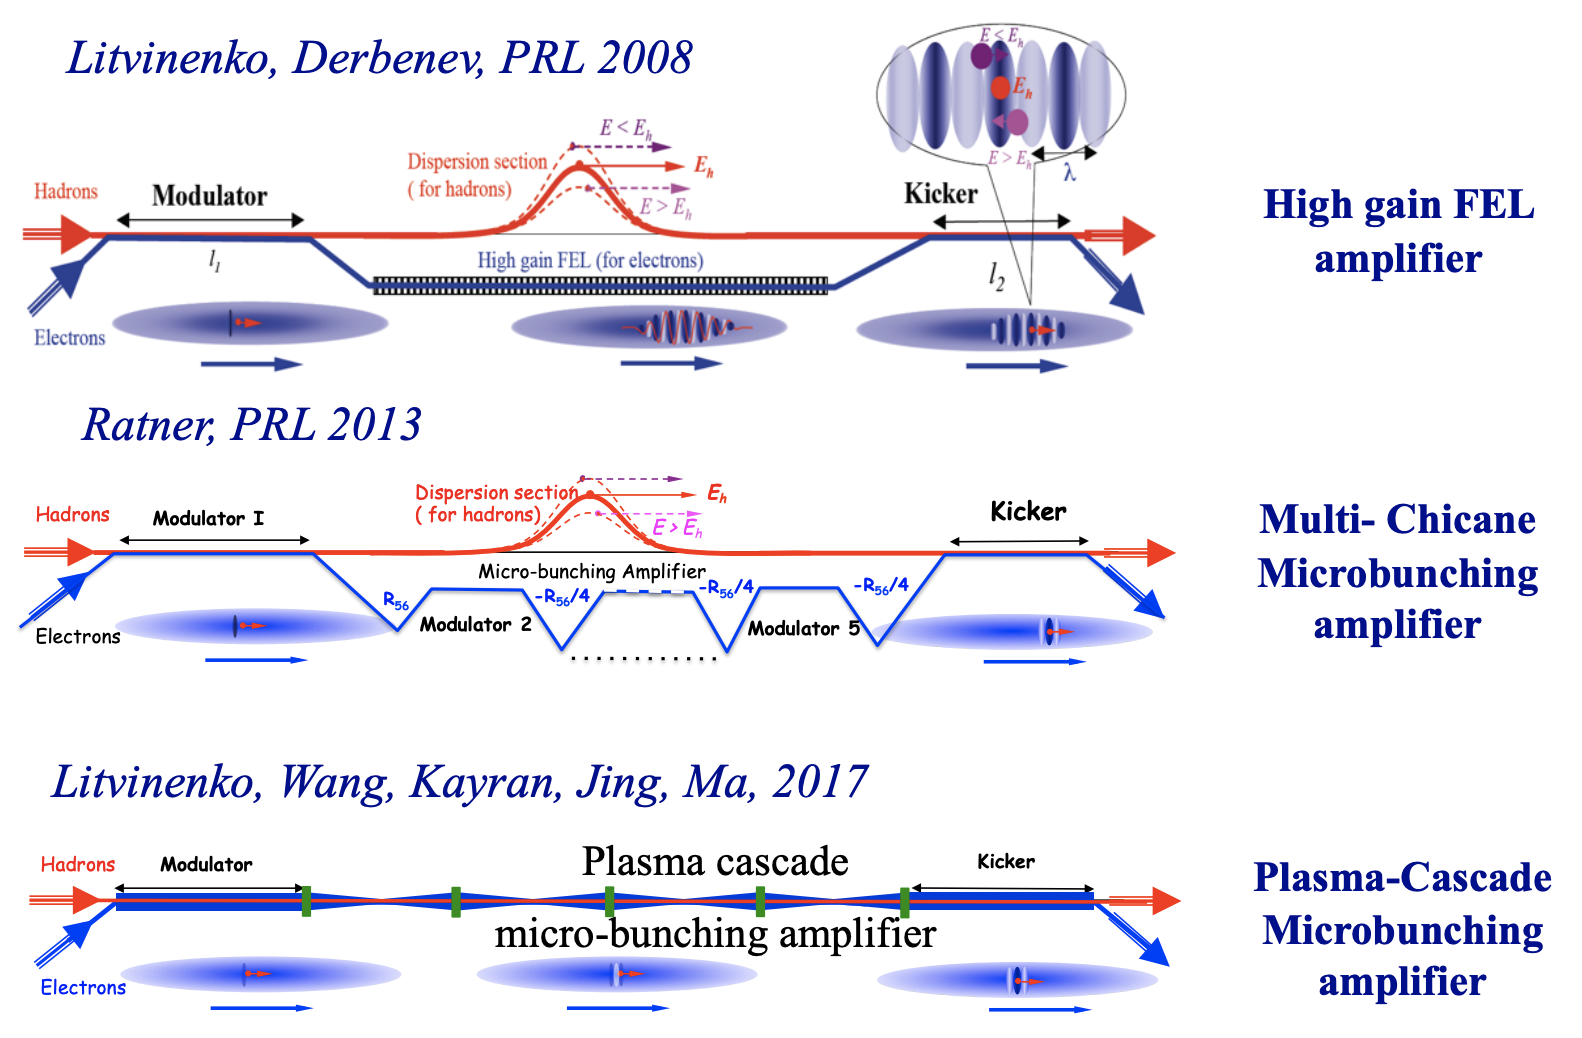 Litvinenko, Derbenev, PRL 2008
E < Eh
Eh
E > Eh
λ
E < Eh
Dispersion section
( for hadrons)
Eh
E > Eh
Hadrons
Modulator
Kicker
High gain FEL
amplifier
l1
High gain FEL (for electrons)
l2
Electrons
Ratner, PRL 2013
Dispersion section
( for hadrons)
Eh
E > Eh
Hadrons
Modulator I
Kicker
Multi- Chicane
Microbunching
amplifier
Micro-bunching Amplifier
R56
-R56/4
-R56/4
-R56/4
Modulator 2
Modulator 5
Electrons
Litvinenko, Wang, Kayran, Jing, Ma, 2017
Plasma cascade
Hadrons
Modulator
Kicker
Plasma-Cascade
Microbunching
amplifier
micro-bunching amplifier
Electrons